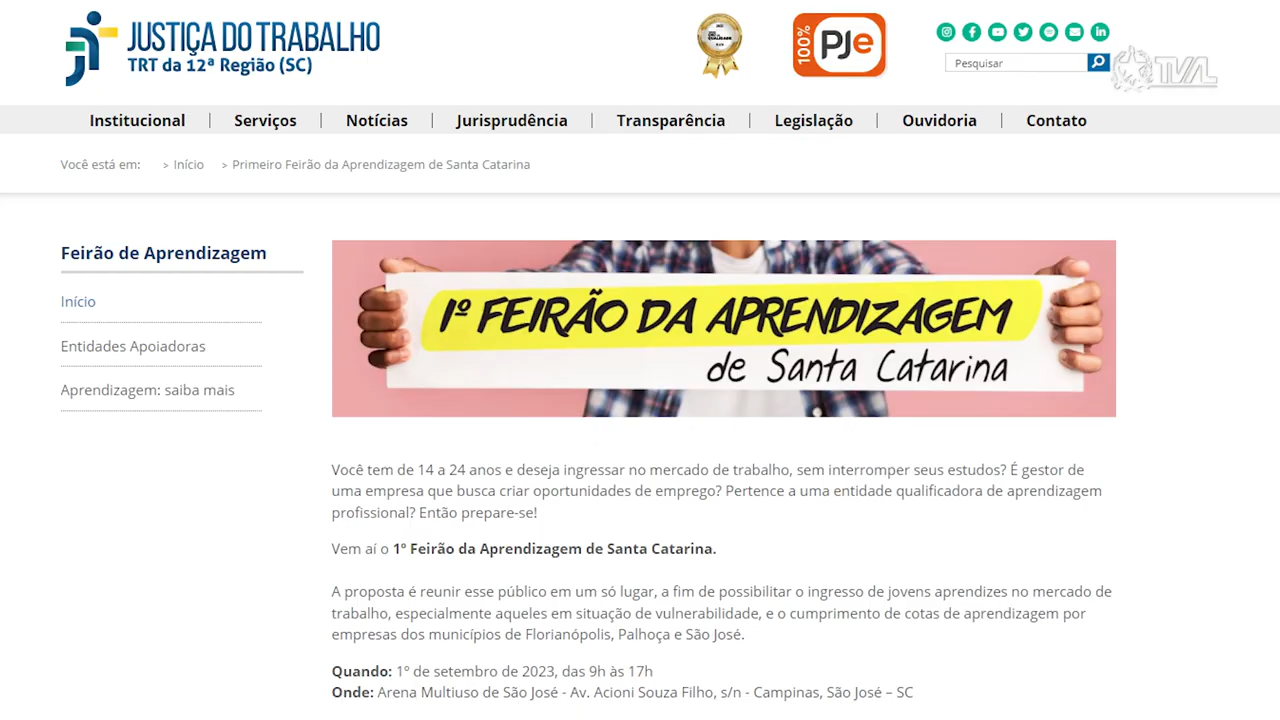 JUSTIÇA DO TRABALHO
TRT da 12ª Região (SC)
100%
PJe
Pesquisar
TVAL
Institucional
Serviços
Notícias
Jurisprudência
Transparência
Legislação
Ouvidoria
Contato
Você está em: > Início > Primeiro Feirão da Aprendizagem de Santa Catarina
Feirão de Aprendizagem
Início
Entidades Apoiadoras
Aprendizagem: saiba mais
1º FEIRÃO DA APRENDIZAGEM
de Santa Catarina
Você tem de 14 a 24 anos e deseja ingressar no mercado de trabalho, sem interromper seus estudos? É gestor de
uma empresa que busca criar oportunidades de emprego? Pertence a uma entidade qualificadora de aprendizagem
profissional? Então prepare-se!
Vem aí o 1º Feirão da Aprendizagem de Santa Catarina.
A proposta é reunir esse público em um só lugar, a fim de possibilitar o ingresso de jovens aprendizes no mercado de
trabalho, especialmente aqueles em situação de vulnerabilidade, e o cumprimento de cotas de aprendizagem por
empresas dos municípios de Florianópolis, Palhoça e São José.
Quando: 1º de setembro de 2023, das 9h às 17h
Onde: Arena Multiuso de São José - Av. Acioni Souza Filho, s/n - Campinas, São José – SC